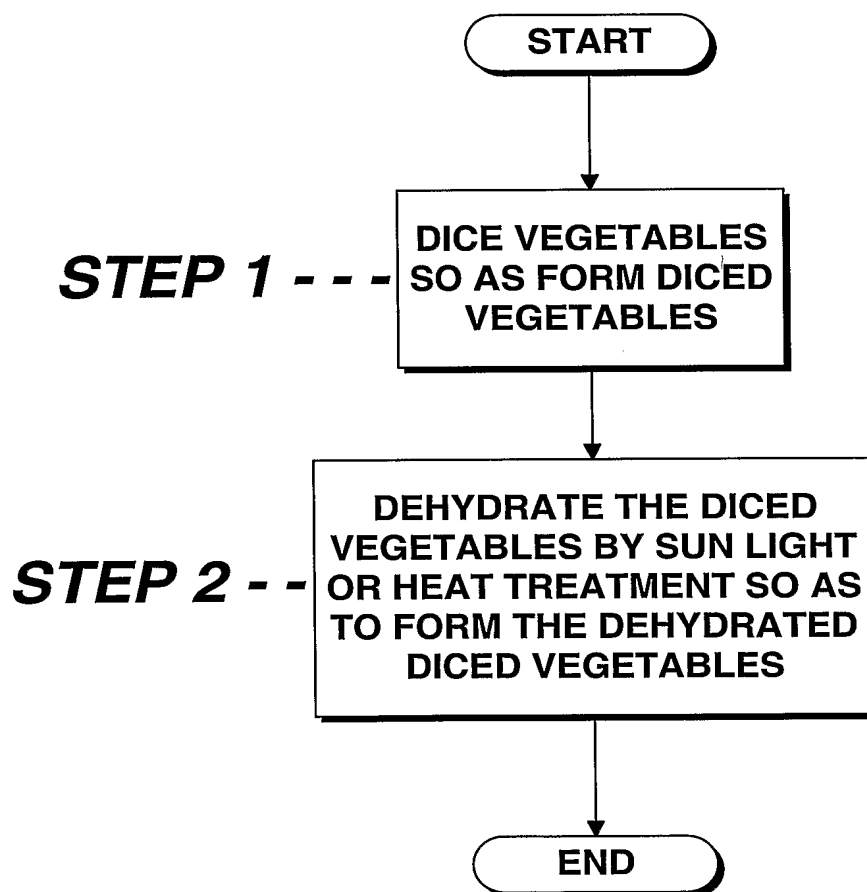 START
STEP 1 - - -
DICE VEGETABLES
SO AS FORM DICED
VEGETABLES
STEP 2 - -
DEHYDRATE THE DICED
VEGETABLES BY SUN LIGHT
OR HEAT TREATMENT SO AS
TO FORM THE DEHYDRATED
DICED VEGETABLES
END